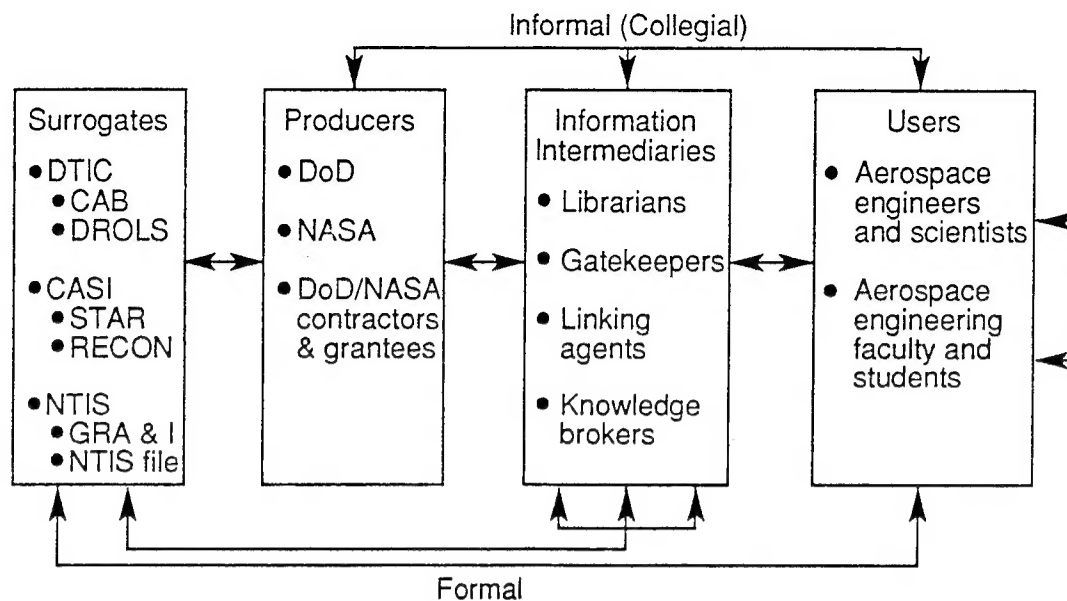 Informal (Collegial)
Surrogates
• DTIC
• CAB
• DROLS
• CASI
• STAR
• RECON
• NTIS
• GRA & I
• NTIS file
Producers
• DoD
• NASA
• DoD/NASA
contractors
& grantees
Information
Intermediaries
• Librarians
• Gatekeepers
• Linking
agents
• Knowledge
brokers
Users
• Aerospace
engineers
and scientists
• Aerospace
engineering
faculty and
students
Formal